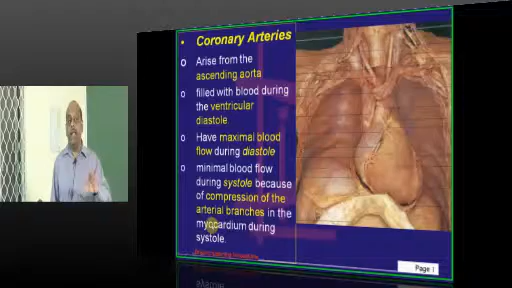 • Coronary Arteries
o Arise from the
ascending aorta
o filled with blood during
the ventricular
diastole.
o Have maximal blood
flow during diastole
o minimal blood flow
during systole because
of compression of the
arterial branches in the
myocardium during
systole.
Page 1